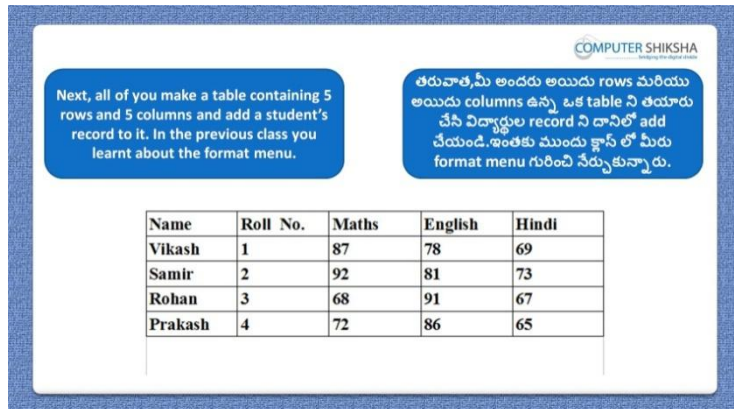 COMPUTER SHIKSHA
Bridging the digital divide
Next, all of you make a table containing 5
rows and 5 columns and add a student's
record to it. In the previous class you
learnt about the format menu.
తరువాత,మీ అందరు అయిదు rows మరియు
అయిదు columns ఉన్న ఒక table ని తయారు
చేసి విద్యార్థుల record ని దానిలో add
చేయండి.ఇంతకు ముందు క్లాస్ లో మీరు
format menu గురించి నేర్చుకున్నారు.
Name Roll No. Maths English Hindi
Vikash 1 87 78 69
Samir 2 92 81 73
Rohan 3 68 91 67
Prakash 4 72 86 65